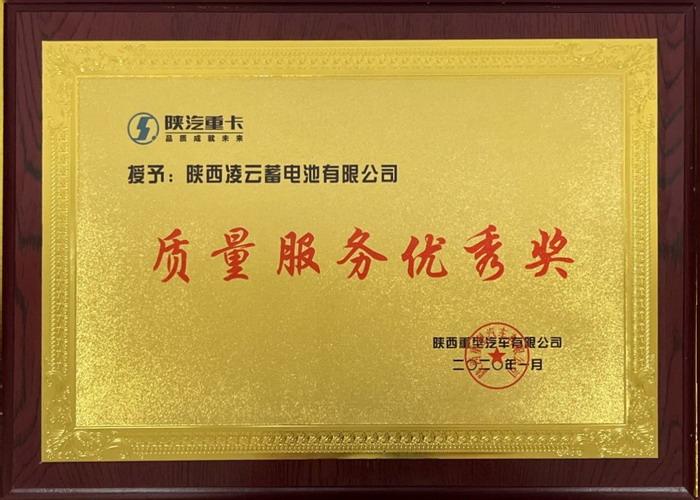 陕汽重卡
品质成就未来
授予：陕西凌云蓄电池有限公司
质量服务优秀奖
陕西重型汽车有限公司
二〇二〇年一月